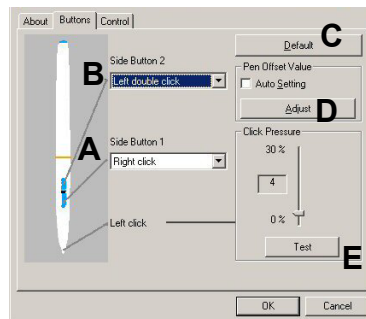 About Buttons Control
C
Default
Side Button 2
Pen Offset Value
B
Left double click
Auto Setting
Adjust
D
Side Button 1
Click Pressure
A
Right click
30 %
4
Left click
0 %
Test
E
OK Cancel